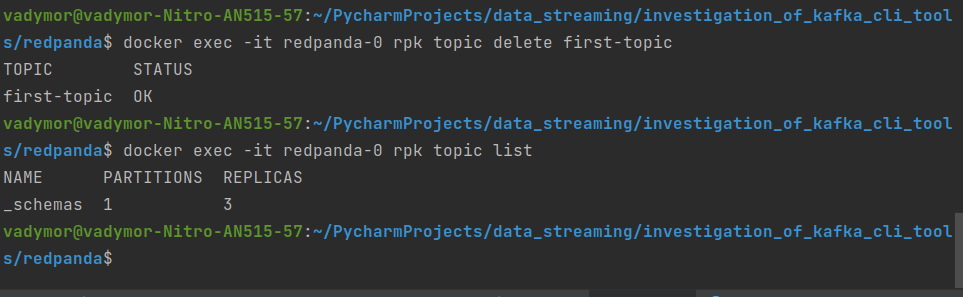 vadymor@vadymor-Nitro-AN515-57:~/PycharmProjects/data_streaming/investigation_of_kafka_cli_tool
s/redpanda$ docker exec -it redpanda-0 rpk topic delete first-topic
TOPIC        STATUS
first-topic  OK
vadymor@vadymor-Nitro-AN515-57:~/PycharmProjects/data_streaming/investigation_of_kafka_cli_tool
s/redpanda$ docker exec -it redpanda-0 rpk topic list
NAME      PARTITIONS  REPLICAS
_schemas  1           3
vadymor@vadymor-Nitro-AN515-57:~/PycharmProjects/data_streaming/investigation_of_kafka_cli_tool
s/redpanda$